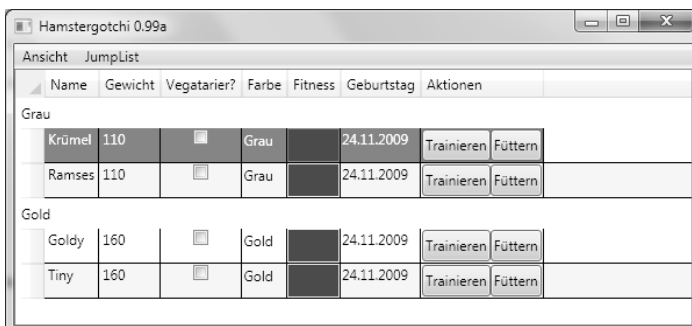 Hamstergotchi 0.99a
Ansicht JumpList
Name Gewicht Vegatarier? Farbe Fitness Geburtstag Aktionen
Grau
Krümel 110 Grau 24.11.2009 Trainieren Füttern
Ramses 110 Grau 24.11.2009 Trainieren Füttern
Gold
Goldy 160 Gold 24.11.2009 Trainieren Füttern
Tiny 160 Gold 24.11.2009 Trainieren Füttern